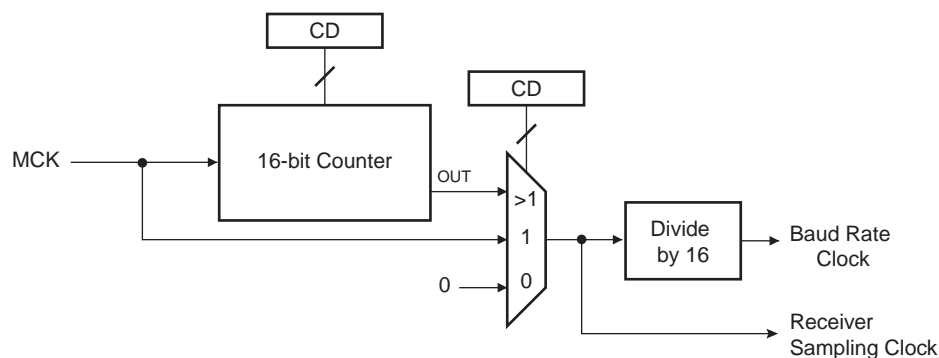 CD
CD
MCK
16-bit Counter
OUT
>1
1
0
0
Divide
by 16
Baud Rate
Clock
Receiver
Sampling Clock